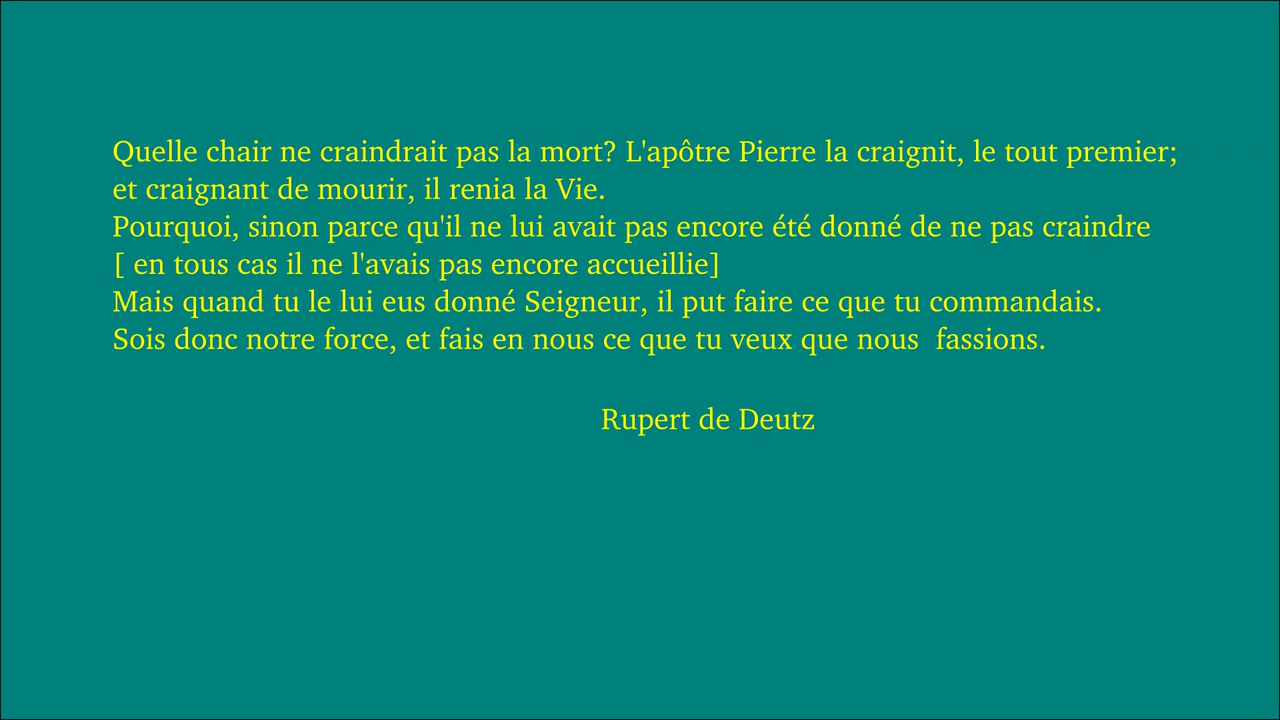 Quelle chair ne craindrait pas la mort? L'apôtre Pierre la craignit, le tout premier;
et craignant de mourir, il renia la Vie.
Pourquoi, sinon parce qu'il ne lui avait pas encore été donné de ne pas craindre
[ en tous cas il ne l'avais pas encore accueillie]
Mais quand tu le lui eus donné Seigneur, il put faire ce que tu commandais.
Sois donc notre force, et fais en nous ce que tu veux que nous  fassions.
Rupert de Deutz